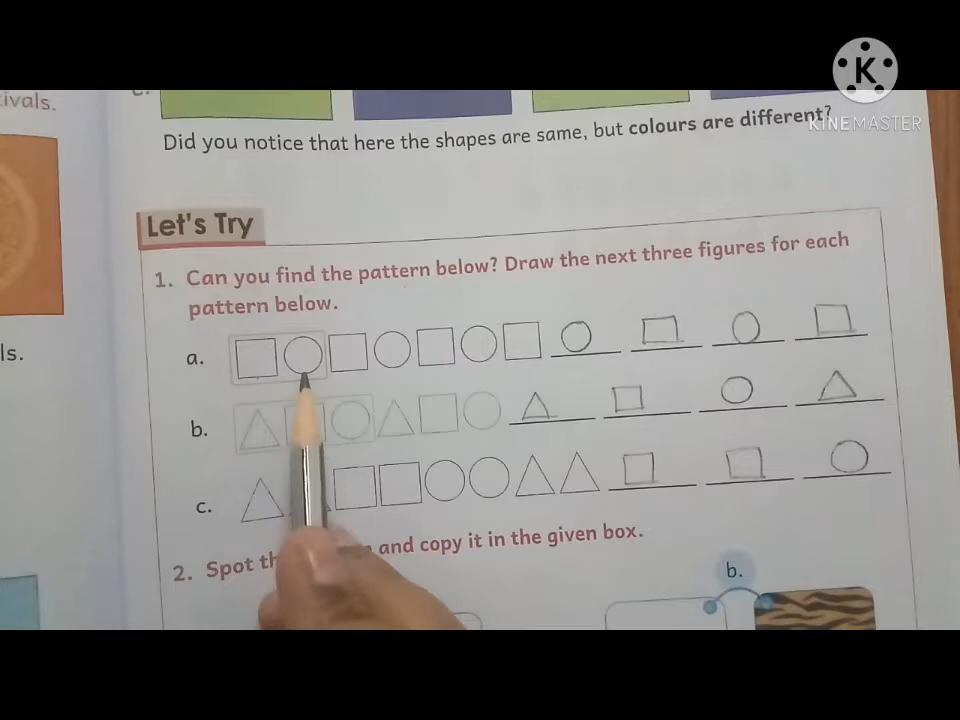 ivals.
Did you notice that here the shapes are same, but colours are different?
K
KINEMASTER
Let's Try
1. Can you find the pattern below? Draw the next three figures for each
pattern below.
a.
ls.
b.
c.
2. Spot and copy it in the given box.
b.